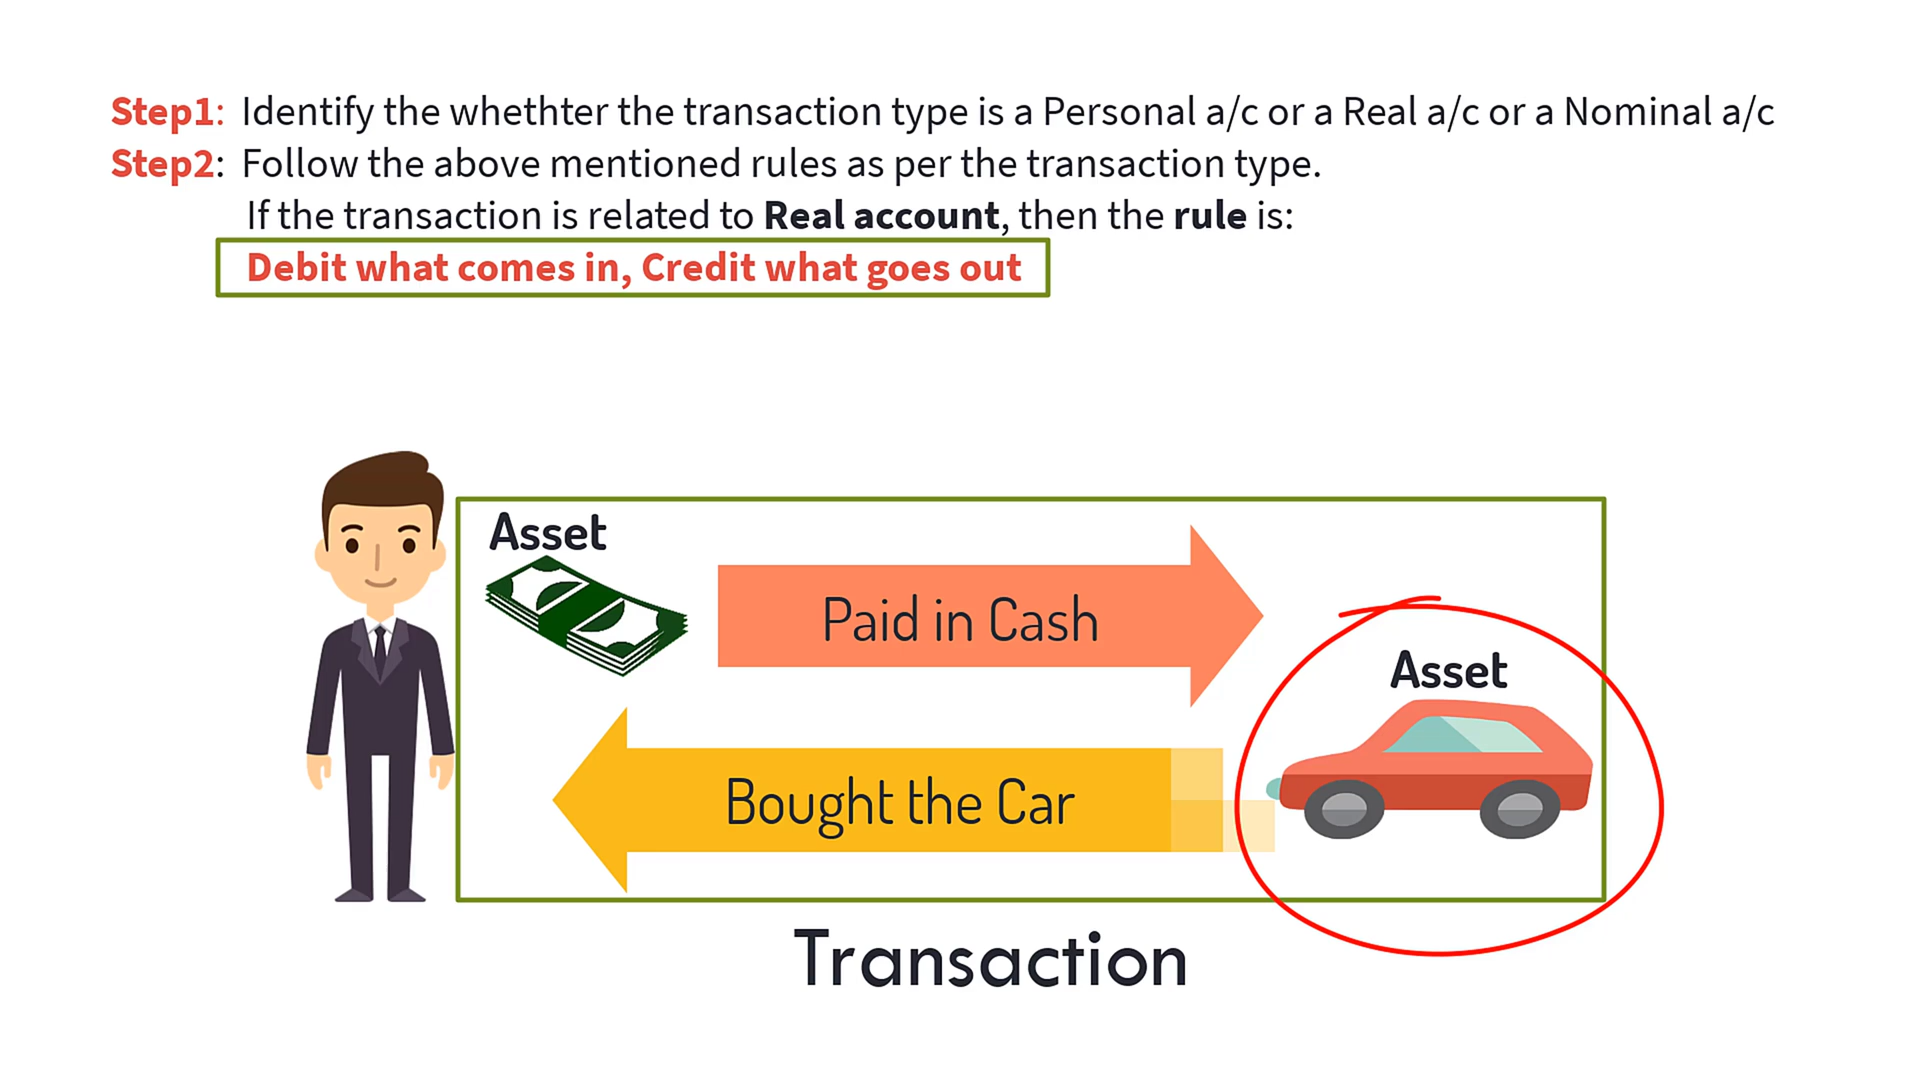 Step1: Identify the whethter the transaction type is a Personal a/c or a Real a/c or a Nominal a/c
Step2: Follow the above mentioned rules as per the transaction type.
If the transaction is related to Real account, then the rule is:
Debit what comes in, Credit what goes out
Asset
Paid in Cash
Asset
Bought the Car
Transaction